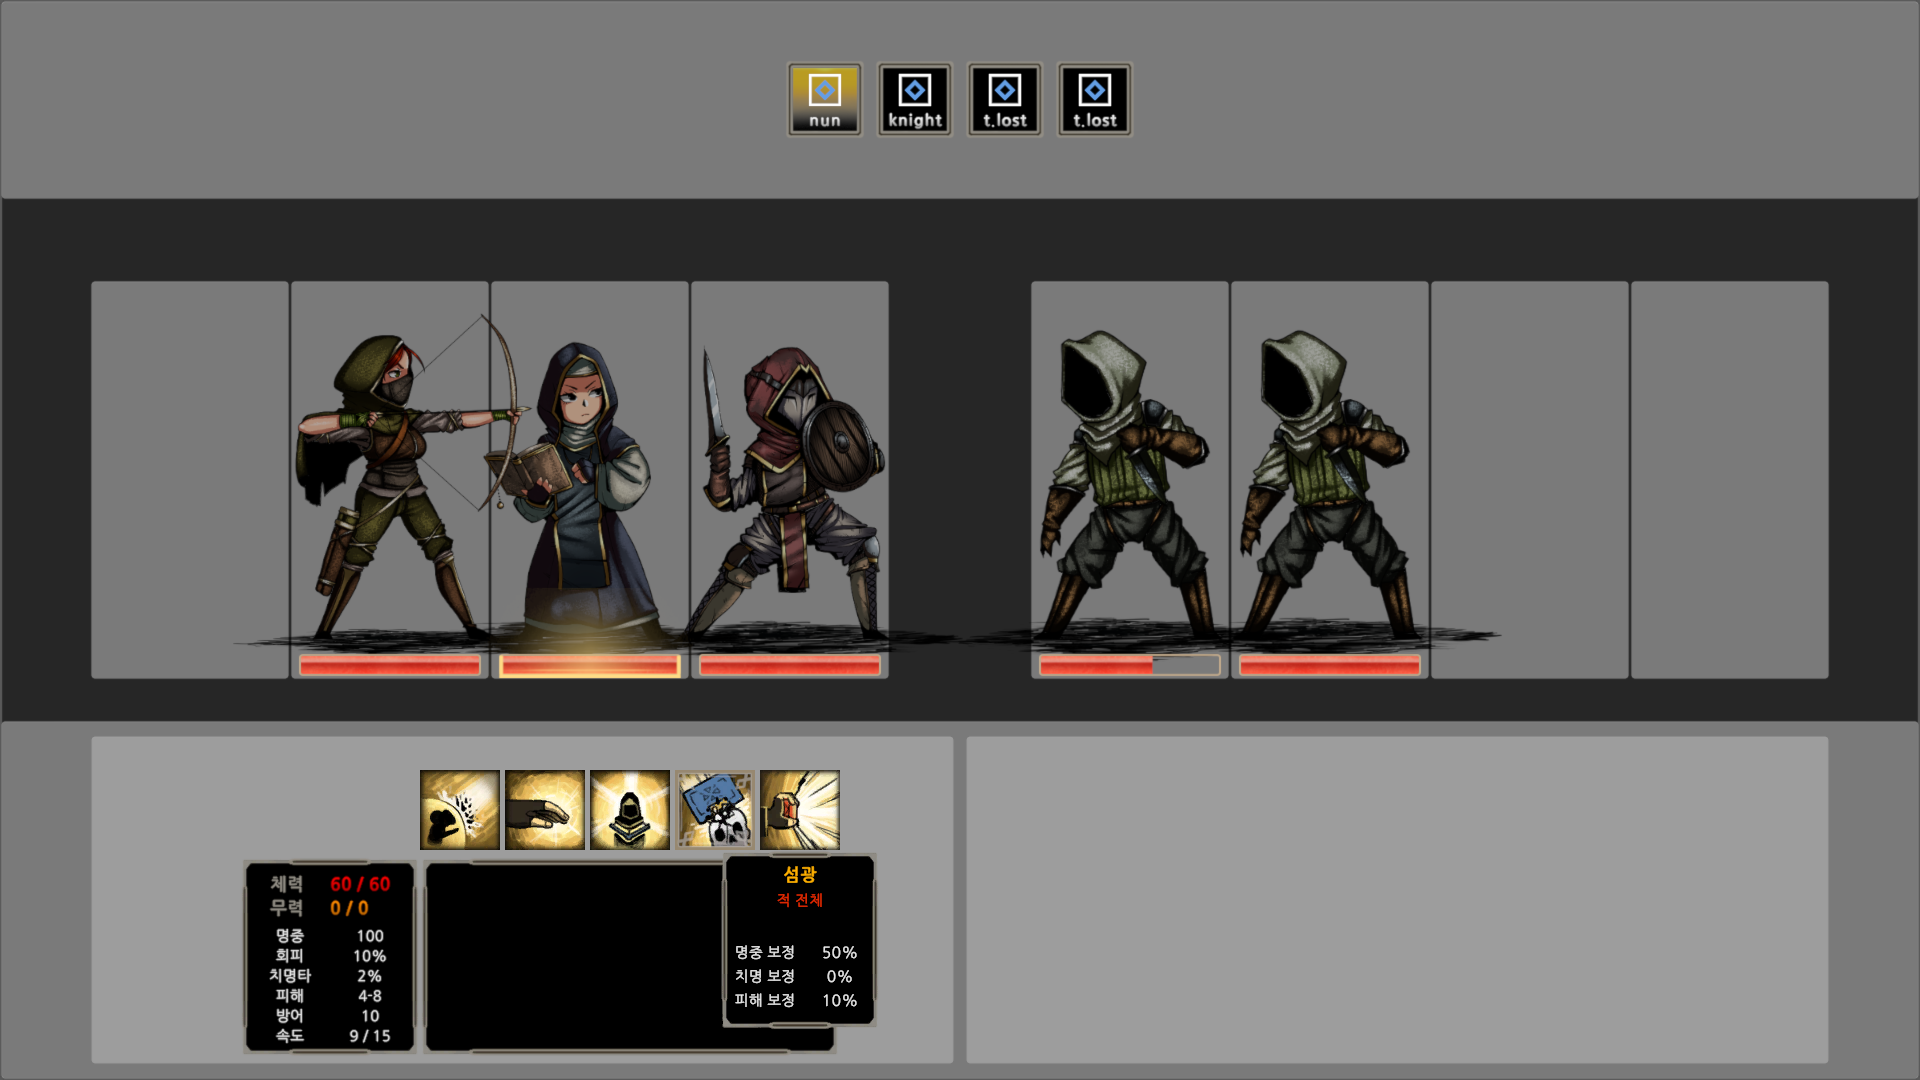 nun
knight
t.lost
t.lost
체력 60 / 60
무력 0 / 0
명중 100
회피 10%
치명타 2%
피해 4-8
방어 10
속도 9 / 15
섬광
적 전체
명중 보정 50%
치명 보정 0%
피해 보정 10%